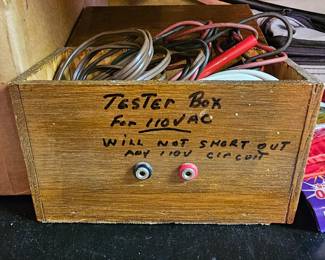 TESTER BOX
For 110VAC
WILL NOT SHORT OUT
ANY 110V CIRCUIT